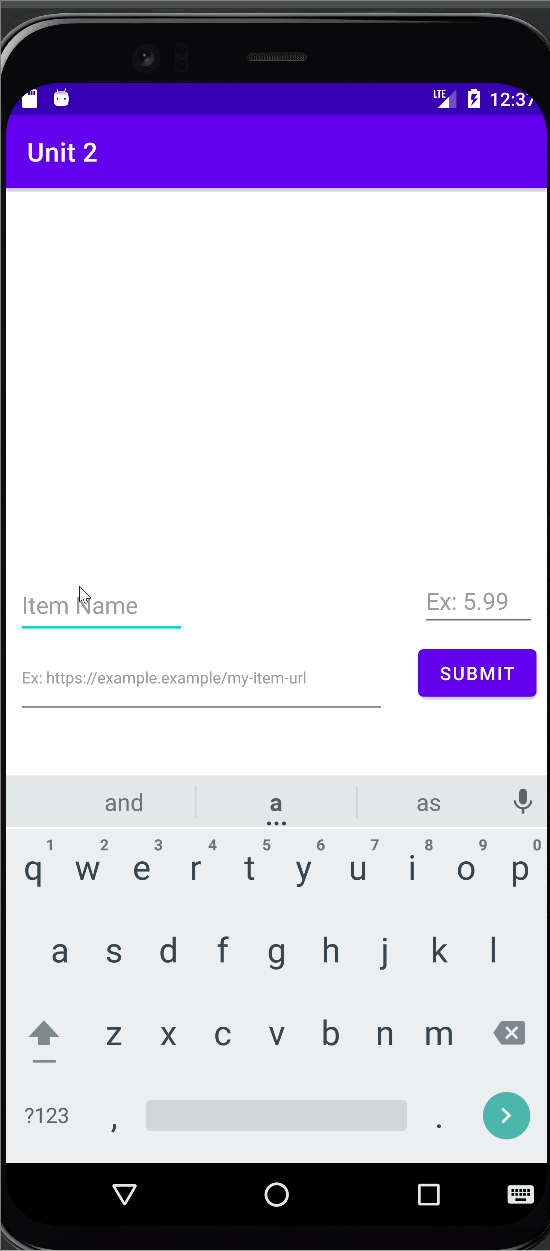 LTE 12:37
Unit 2
Item Name
Ex: 5.99
Ex: https://example.example/my-item-url
SUBMIT
and a as
1 2 3 4 5 6 7 8 9 0
q w e r t y u i o p
a s d f g h j k l
z x c v b n m
?123 , .